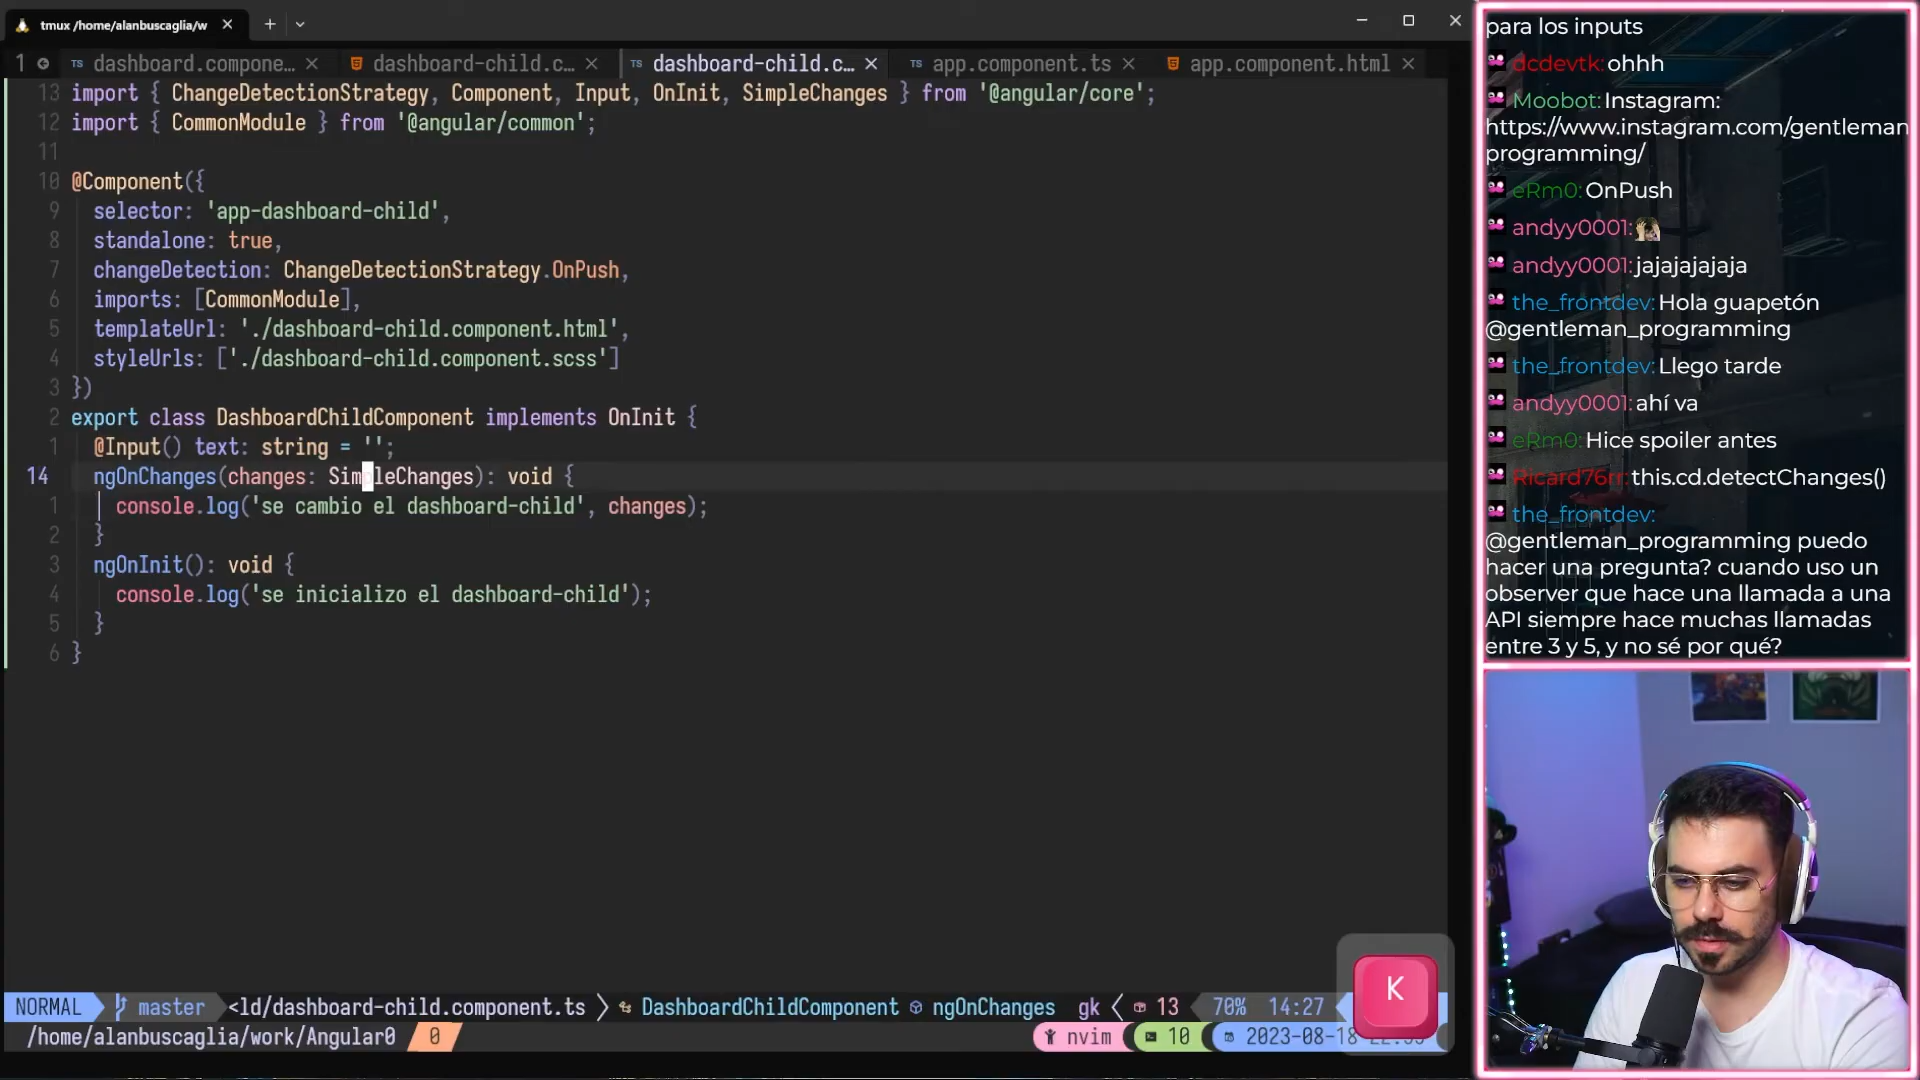 tmux /home/alanbuscaglia/w
1 dashboard.compone… dashboard-child.c… dashboard-child.c… app.component.ts app.component.html
13 import { ChangeDetectionStrategy, Component, Input, OnInit, SimpleChanges } from '@angular/core';
12 import { CommonModule } from '@angular/common';
11
10 @Component({
9 selector: 'app-dashboard-child',
8 standalone: true,
7 changeDetection: ChangeDetectionStrategy.OnPush,
6 imports: [CommonModule],
5 templateUrl: './dashboard-child.component.html',
4 styleUrls: ['./dashboard-child.component.scss']
3 })
2 export class DashboardChildComponent implements OnInit {
1 @Input() text: string = '';
14 ngOnChanges(changes: SimpleChanges): void {
1 console.log('se cambio el dashboard-child', changes);
2 }
3 ngOnInit(): void {
4 console.log('se inicializo el dashboard-child');
5 }
6 }
NORMAL master <ld/dashboard-child.component.ts DashboardChildComponent ngOnChanges gk 13 70% 14:27
/home/alanbuscaglia/work/Angular0 0 nvim 10 2023-08-18
K
para los inputs
dcdevtk: ohhh
Moobot: Instagram:
https://www.instagram.com/gentleman
programming/
eRm0: OnPush
andyy0001:
andyy0001: jajajajajaja
the_frontdev: Hola guapetón
@gentleman_programming
the_frontdev: Llego tarde
andyy0001: ahí va
eRm0: Hice spoiler antes
Ricard76rr: this.cd.detectChanges()
the_frontdev:
@gentleman_programming puedo
hacer una pregunta? cuando uso un
observer que hace una llamada a una
API siempre hace muchas llamadas
entre 3 y 5, y no sé por qué?